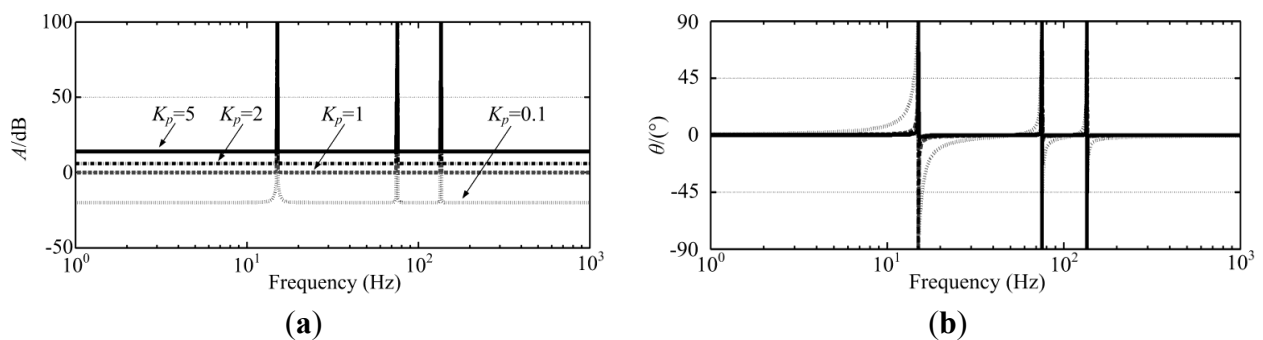 100
50
0
-50
A/dB
K_p=5
K_p=2
K_p=1
K_p=0.1
10^0
10^1
10^2
10^3
Frequency (Hz)
(a)
90
45
0
-45
-90
θ/(°)
10^0
10^1
10^2
10^3
Frequency (Hz)
(b)